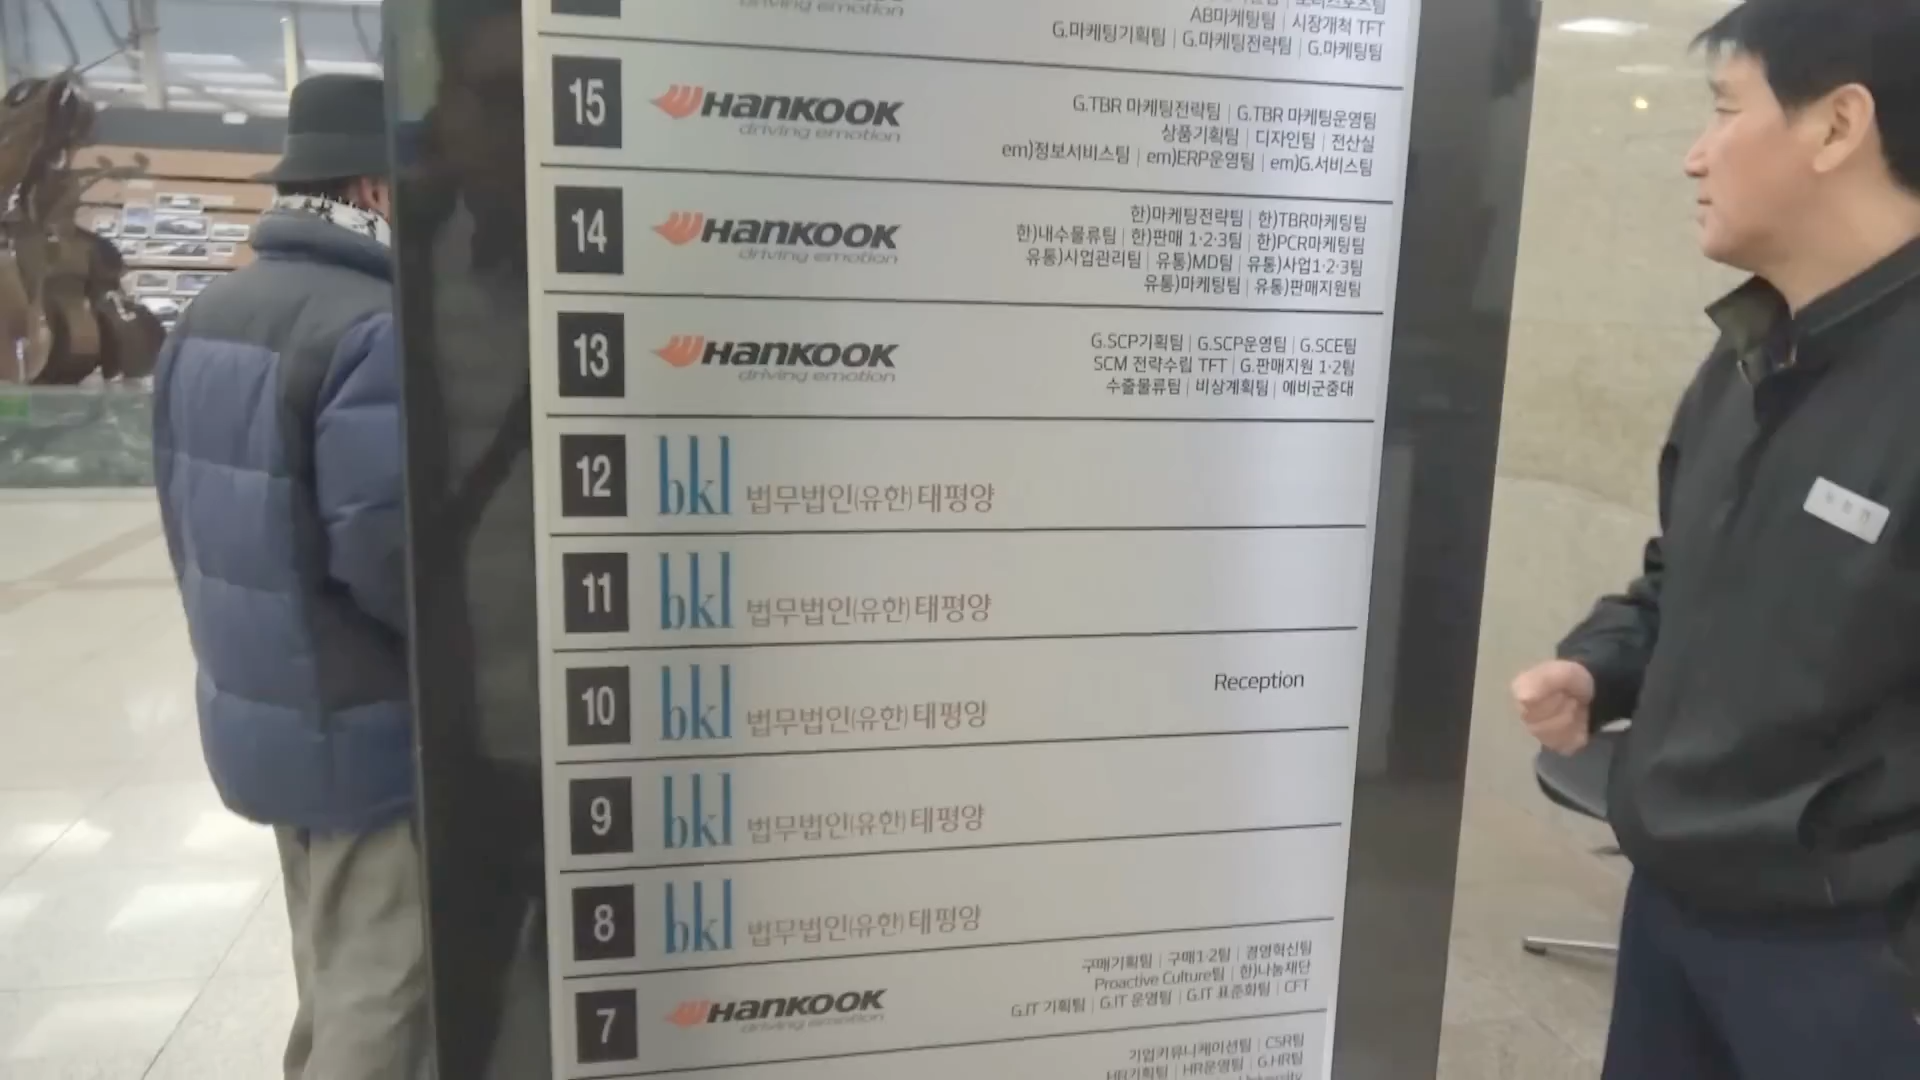 driving emotion
AB마케팅팀 | 시장개척 TFT
G.마케팅기획팀 | G.마케팅전략팀 | G.마케팅팀
15
Hankook
driving emotion
G.TBR 마케팅전략팀 | G.TBR 마케팅운영팀
상품기획팀 | 디자인팀 | 전산실
em)정보서비스팀 | em)ERP운영팀 | em)G.서비스팀
14
Hankook
driving emotion
한)마케팅전략팀 | 한)TBR마케팅팀
한)내수물류팀 | 한)판매 1·2·3팀 | 한)PCR마케팅팀
유통)시업관리팀 | 유통)MD팀 | 유통)사업1·2·3팀
유통)마케팅팀 | 유통)판매지원팀
13
Hankook
driving emotion
G.SCP기획팀 | G.SCP운영팀 | G.SCE팀
SCM 전략수립 TFT | G.판매지원 1·2팀
수출물류팀 | 비상계획팀 | 예비군중대
12
bkl 법무법인(유한)태평양
11
bkl 법무법인(유한)태평양
10
bkl 법무법인(유한)태평양
Reception
9
bkl 법무법인(유한)태평양
8
bkl 법무법인(유한)태평양
7
Hankook
driving emotion
구매기획팀 | 구매1·2팀 | 경영혁신팀
Proactive Culture팀 | 한)나눔재단
G.IT 기획팀 | G.IT 운영팀 | G.IT 표준화팀 | CFT
기업커뮤니케이션팀 | CSR팀
HR기획팀 | HR운영팀 | G.HR팀